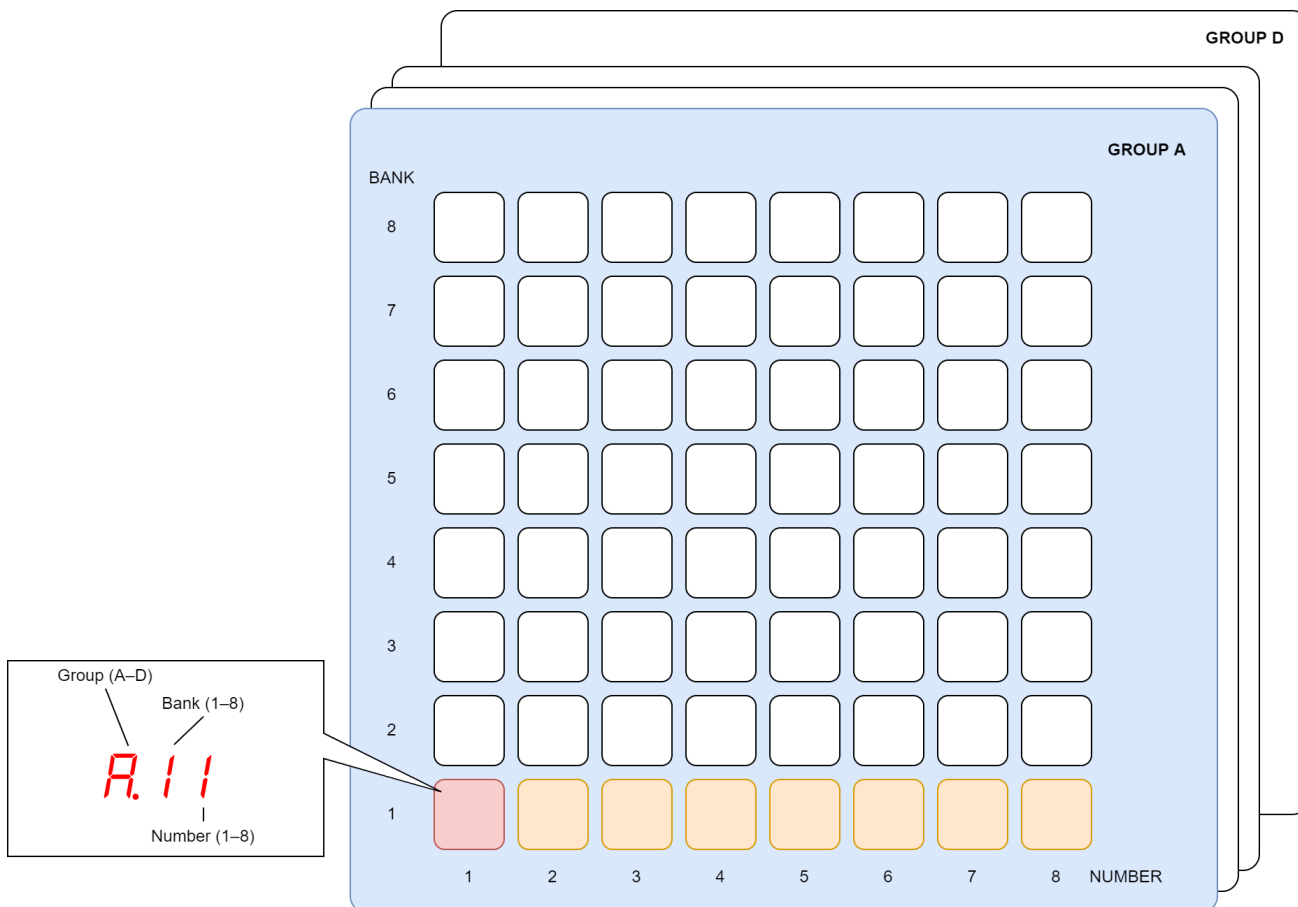 GROUP D
GROUP A
BANK
8
7
6
5
4
3
2
1
1 2 3 4 5 6 7 8 NUMBER
Group (A–D)
Bank (1–8)
A.11
Number (1–8)